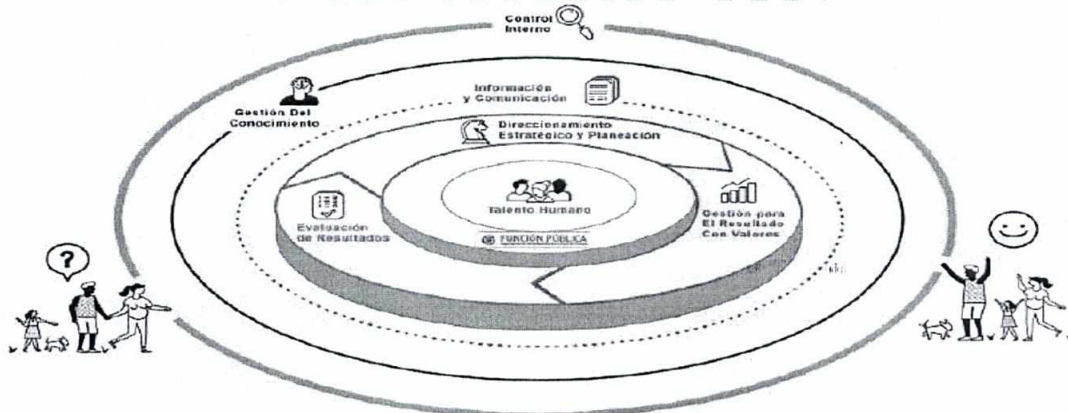 Control
Interno
Información
y Comunicación
Gestión Del
Conocimiento
Direccionamiento
Estratégico y Planeación
Talento Humano
Gestión para
El Resultado
Con Valores
Evaluación
de Resultados
FUNCIÓN PÚBLICA
?